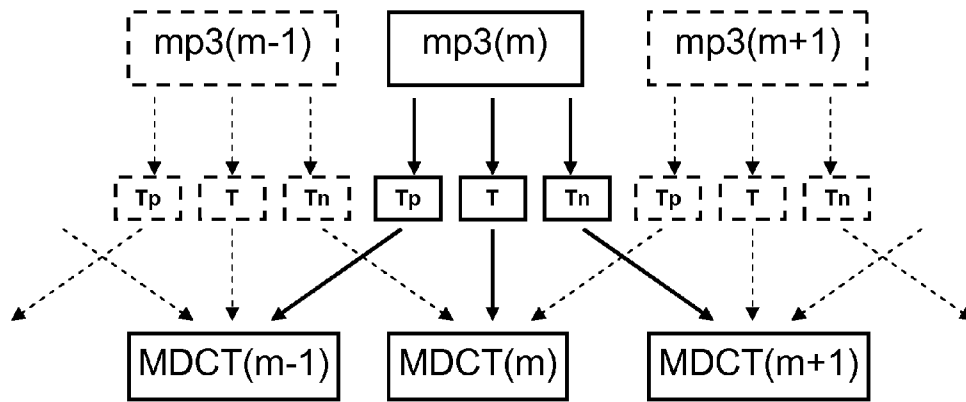 mp3(m-1) mp3(m) mp3(m+1)
Tp T Tn Tp T Tn Tp T Tn
MDCT(m-1) MDCT(m) MDCT(m+1)